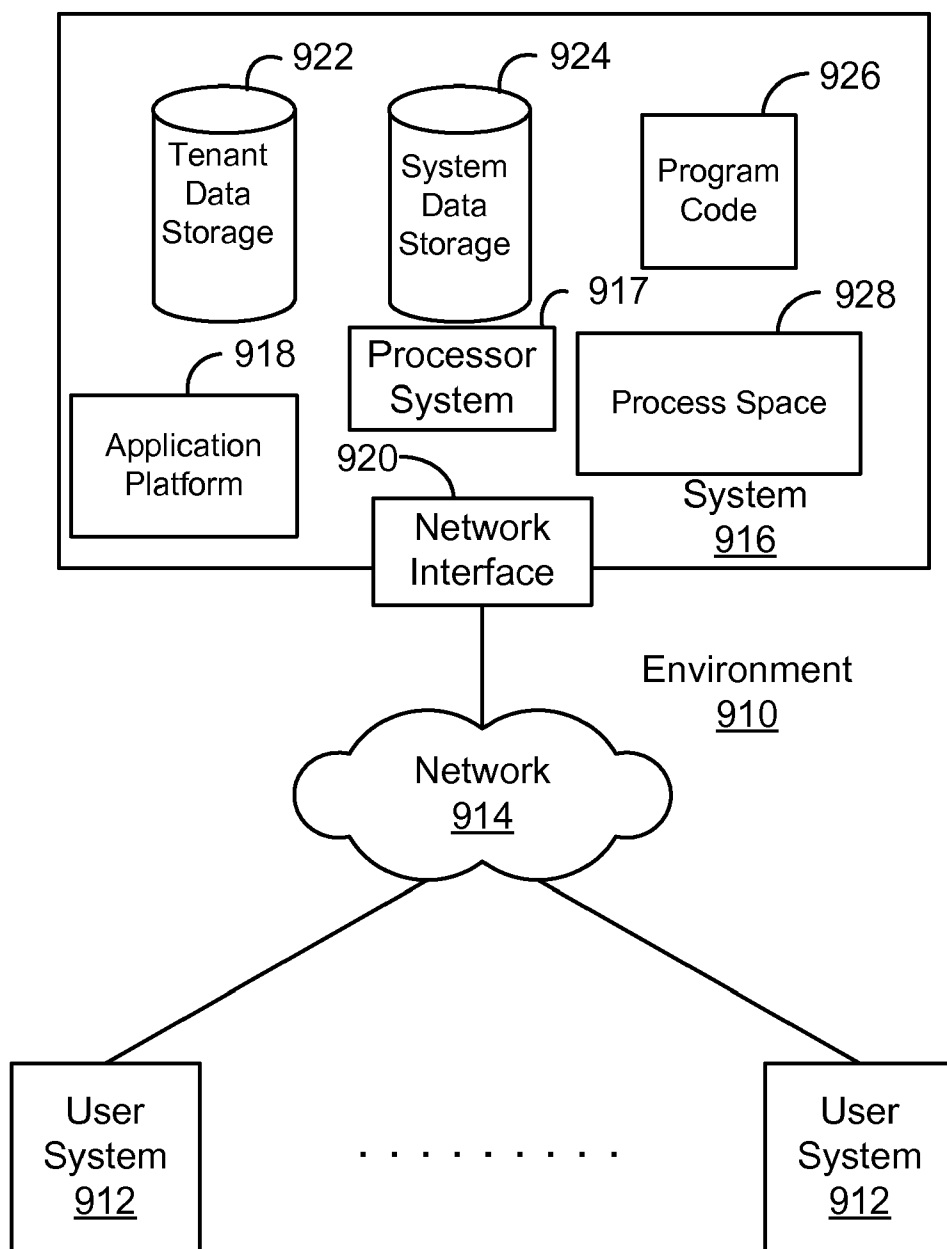 922
924
926
Tenant
Data
Storage
System
Data
Storage
Program
Code
917
928
918
Processor
System
Process Space
Application
Platform
920
System
916
Network
Interface
Environment
910
Network
914
User
System
912
. . . . . . . . .
User
System
912